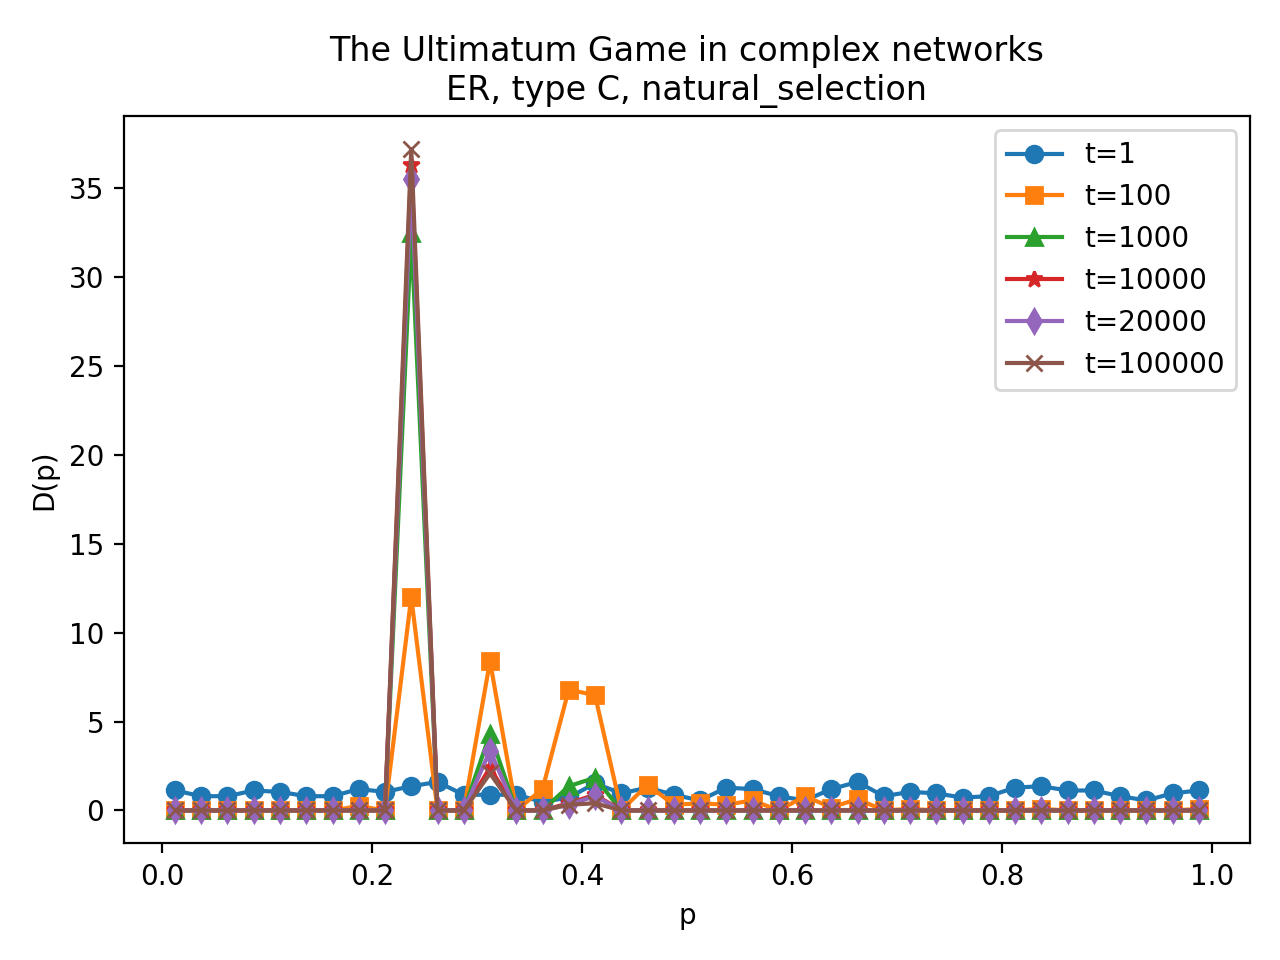 The Ultimatum Game in complex networks
ER, type C, natural_selection
t=1
t=100
t=1000
t=10000
t=20000
t=100000
D(p)
35
30
25
20
15
10
5
0
0.0 0.2 0.4 0.6 0.8 1.0
p